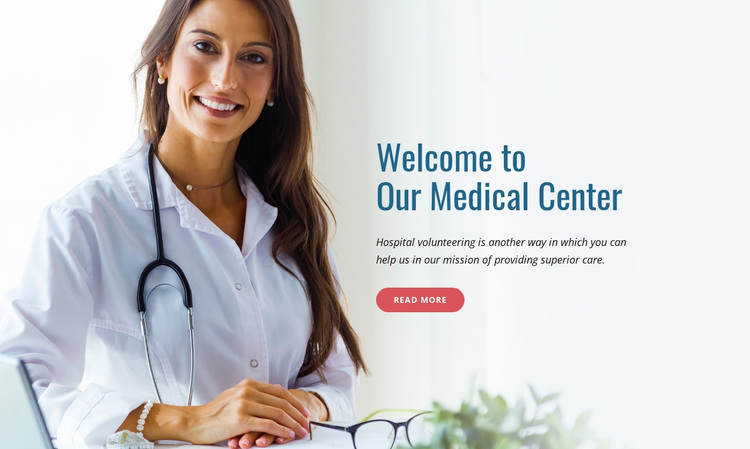 Welcome to
Our Medical Center
Hospital volunteering is another way in which you can
help us in our mission of providing superior care.
READ MORE